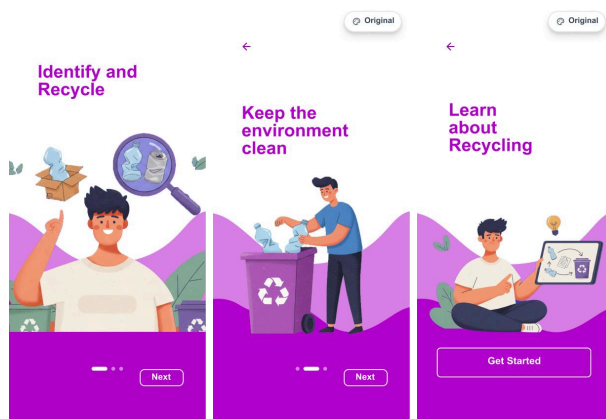 Identify and
Recycle
Next
Original
Keep the
environment
clean
Next
Original
Learn
about
Recycling
Get Started